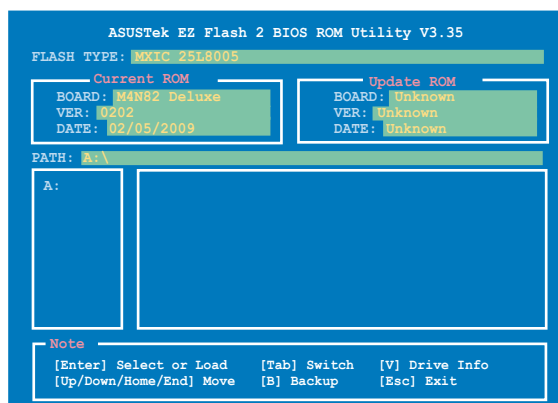 ASUSTek EZ Flash 2 BIOS ROM Utility V3.35
FLASH TYPE: MXIC 25L8005
Current ROM
BOARD: M4N82 Deluxe
VER: 0202
DATE: 02/05/2009
Update ROM
BOARD: Unknown
VER: Unknown
DATE: Unknown
PATH: A:\
A:
Note
[Enter] Select or Load [Tab] Switch [V] Drive Info
[Up/Down/Home/End] Move [B] Backup [Esc] Exit